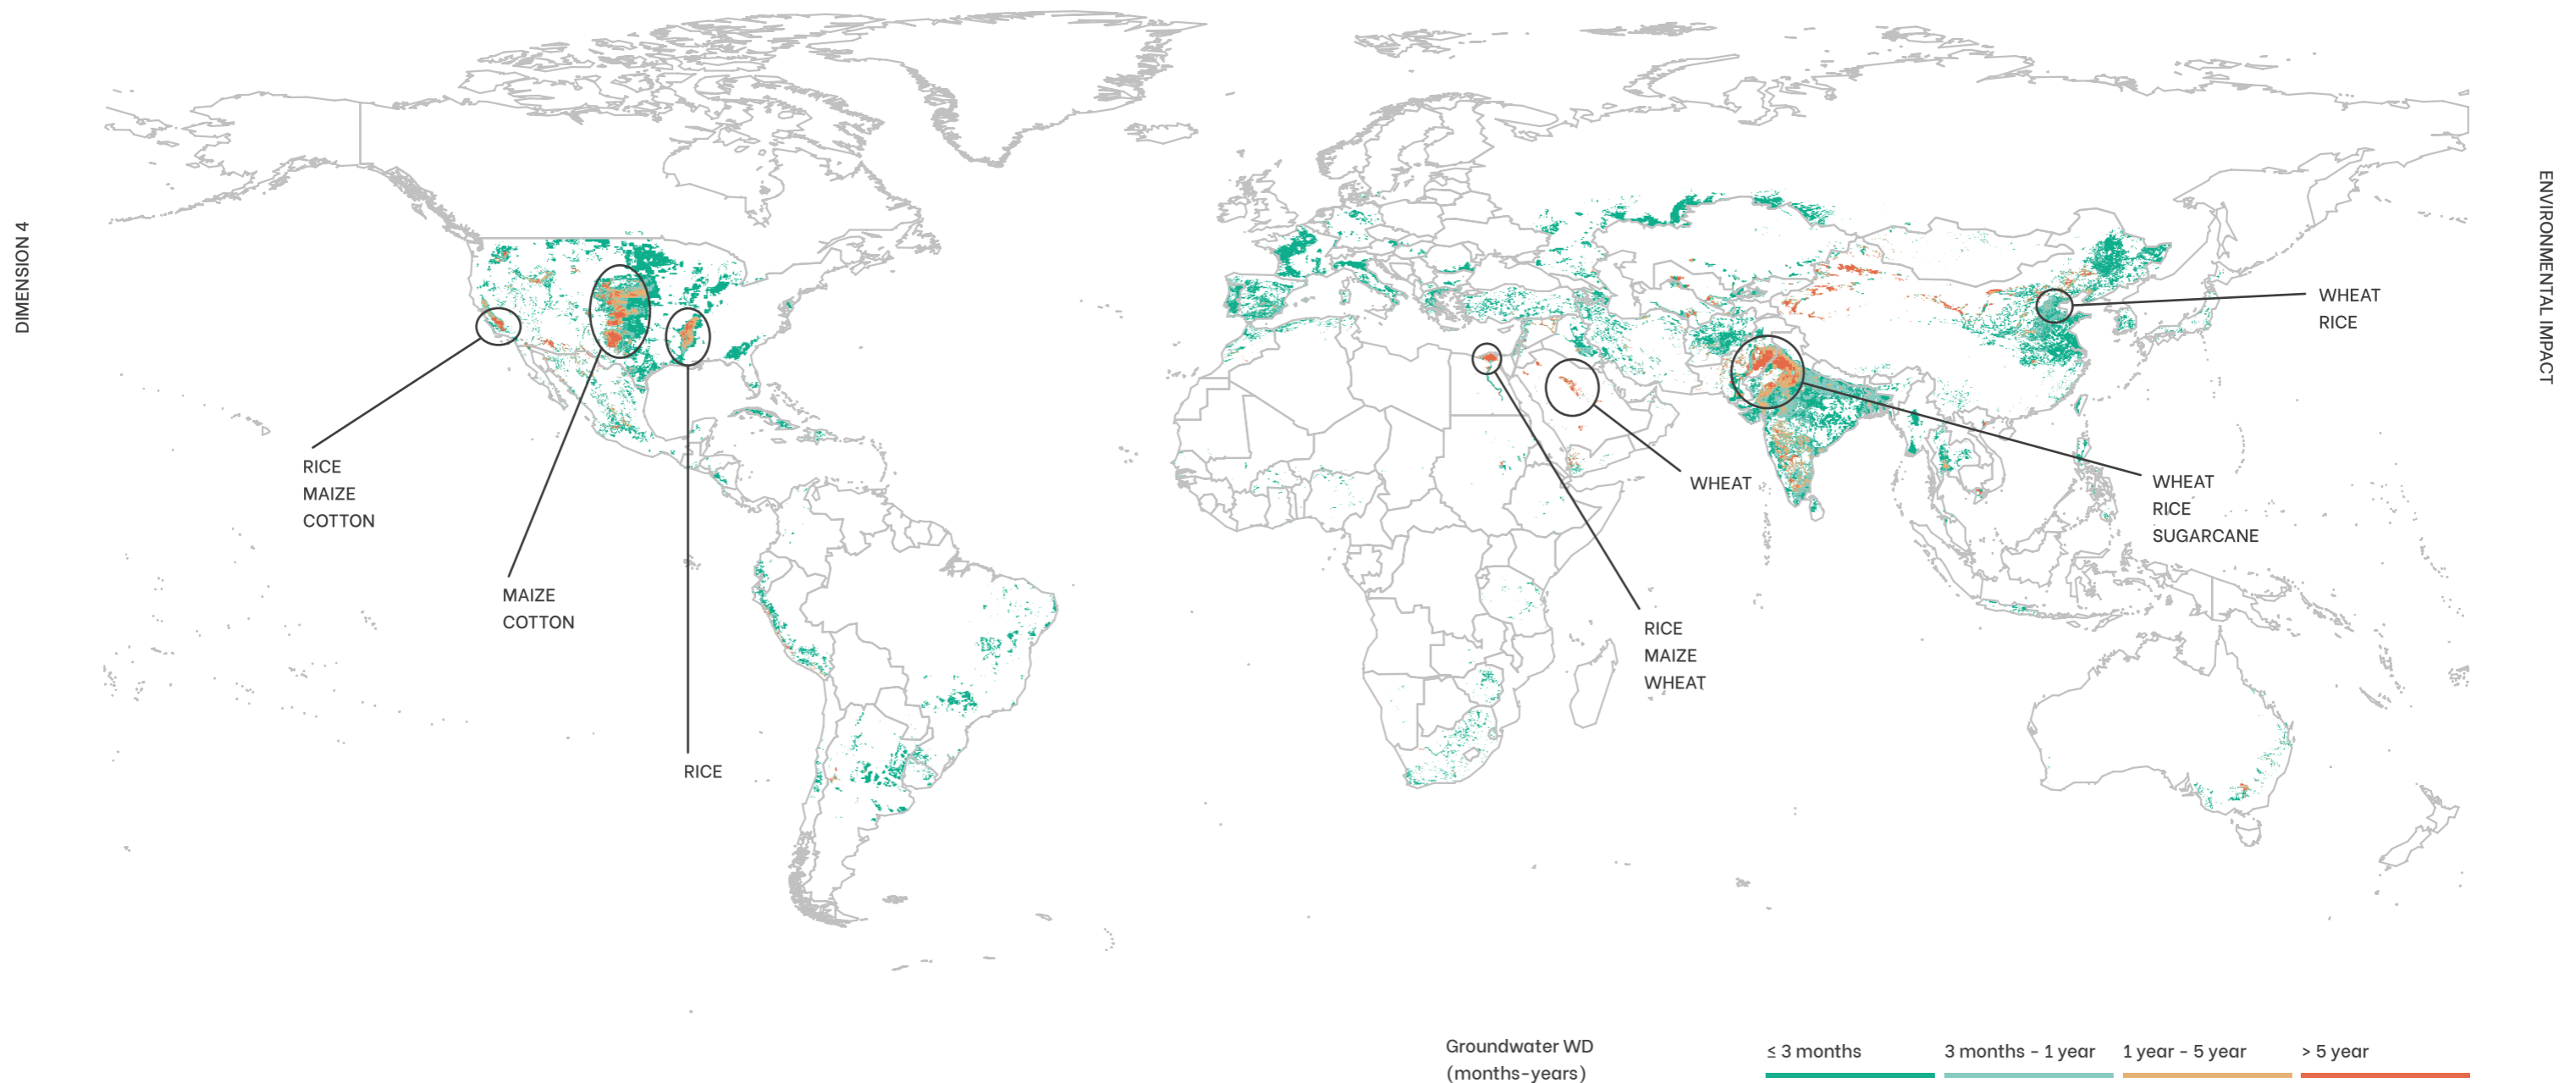 DIMENSION 4
ENVIRONMENTAL IMPACT
WHEAT
RICE
RICE
MAIZE
COTTON
WHEAT
WHEAT
RICE
SUGARCANE
MAIZE
COTTON
RICE
MAIZE
WHEAT
RICE
Groundwater WD
(months-years)
≤ 3 months
3 months - 1 year
1 year - 5 year
> 5 year